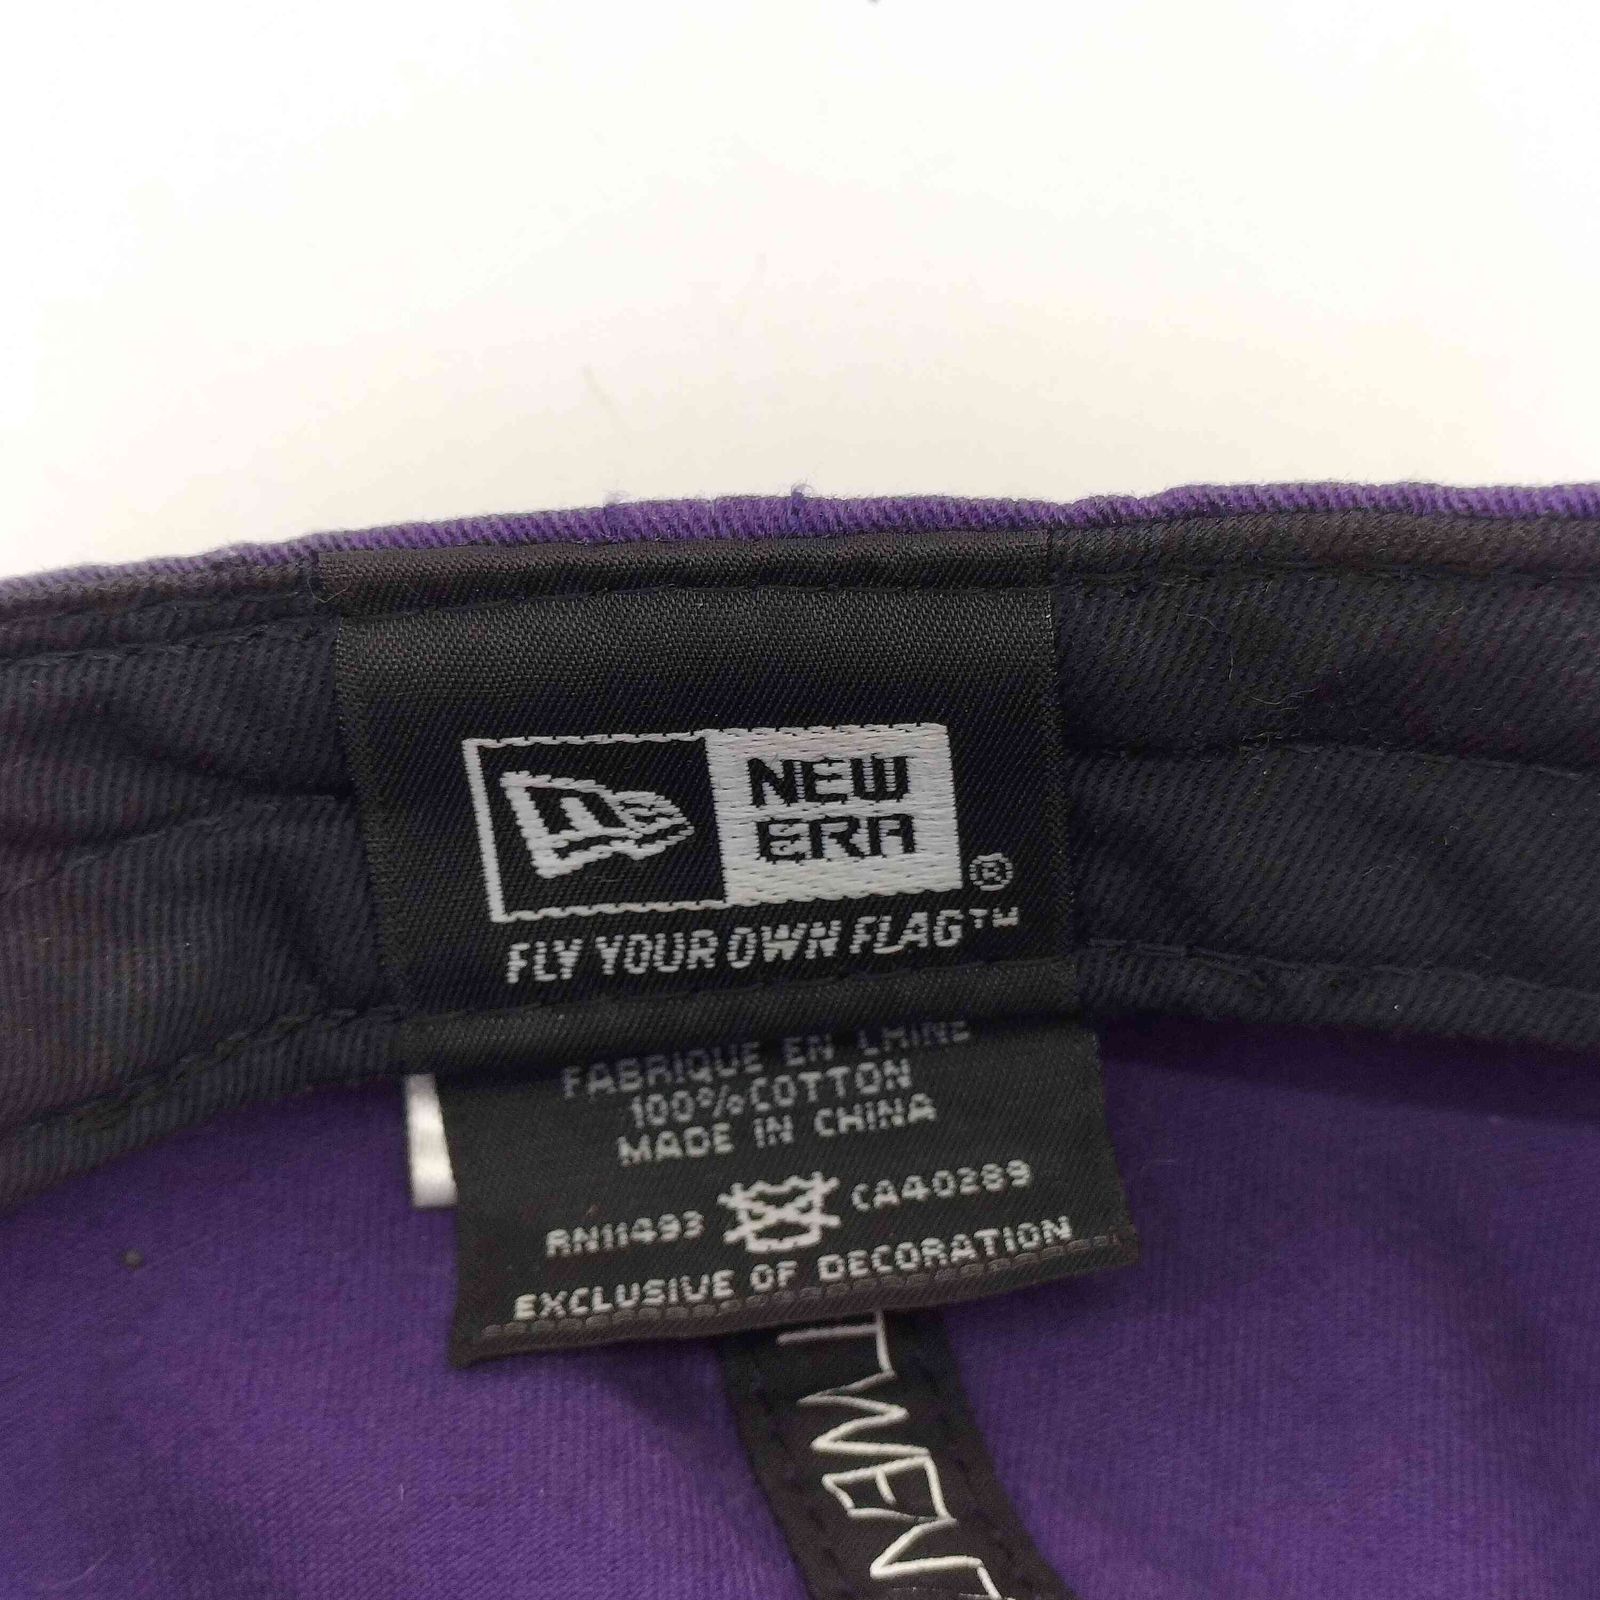 NEW
ERA
®
FLY YOUR OWN FLAG™
FABRIQUE EN CHINE
100% COTTON
MADE IN CHINA
RN11493 CA40289
EXCLUSIVE OF DECORATION